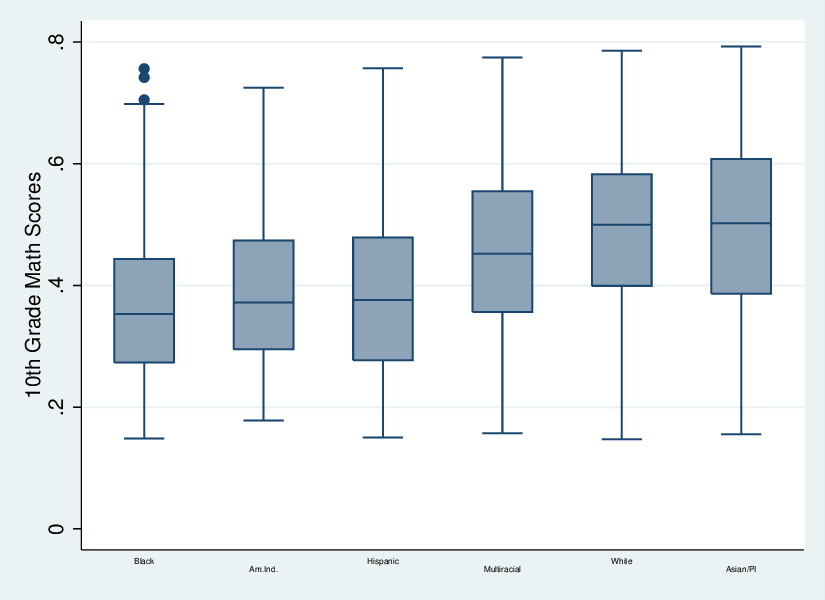 10th Grade Math Scores
.8
.6
.4
.2
0
Black
Am.Ind.
Hispanic
Multiracial
White
Asian/PI